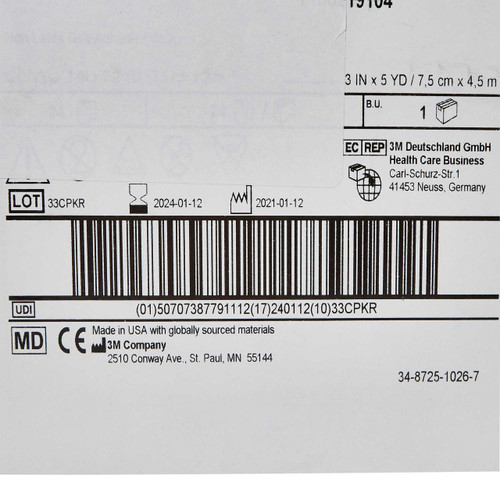 19104
3 IN x 5 YD / 7,5 cm x 4,5 m
B.U.
1
EC REP 3M Deutschland GmbH
Health Care Business
Carl-Schurz-Str.1
41453 Neuss, Germany
LOT 33CPKR 2024-01-12 2021-01-12
UDI (01)50707387791112(17)240112(10)33CPKR
MD CE Made in USA with globally sourced materials
3M Company
2510 Conway Ave., St. Paul, MN 55144
34-8725-1026-7